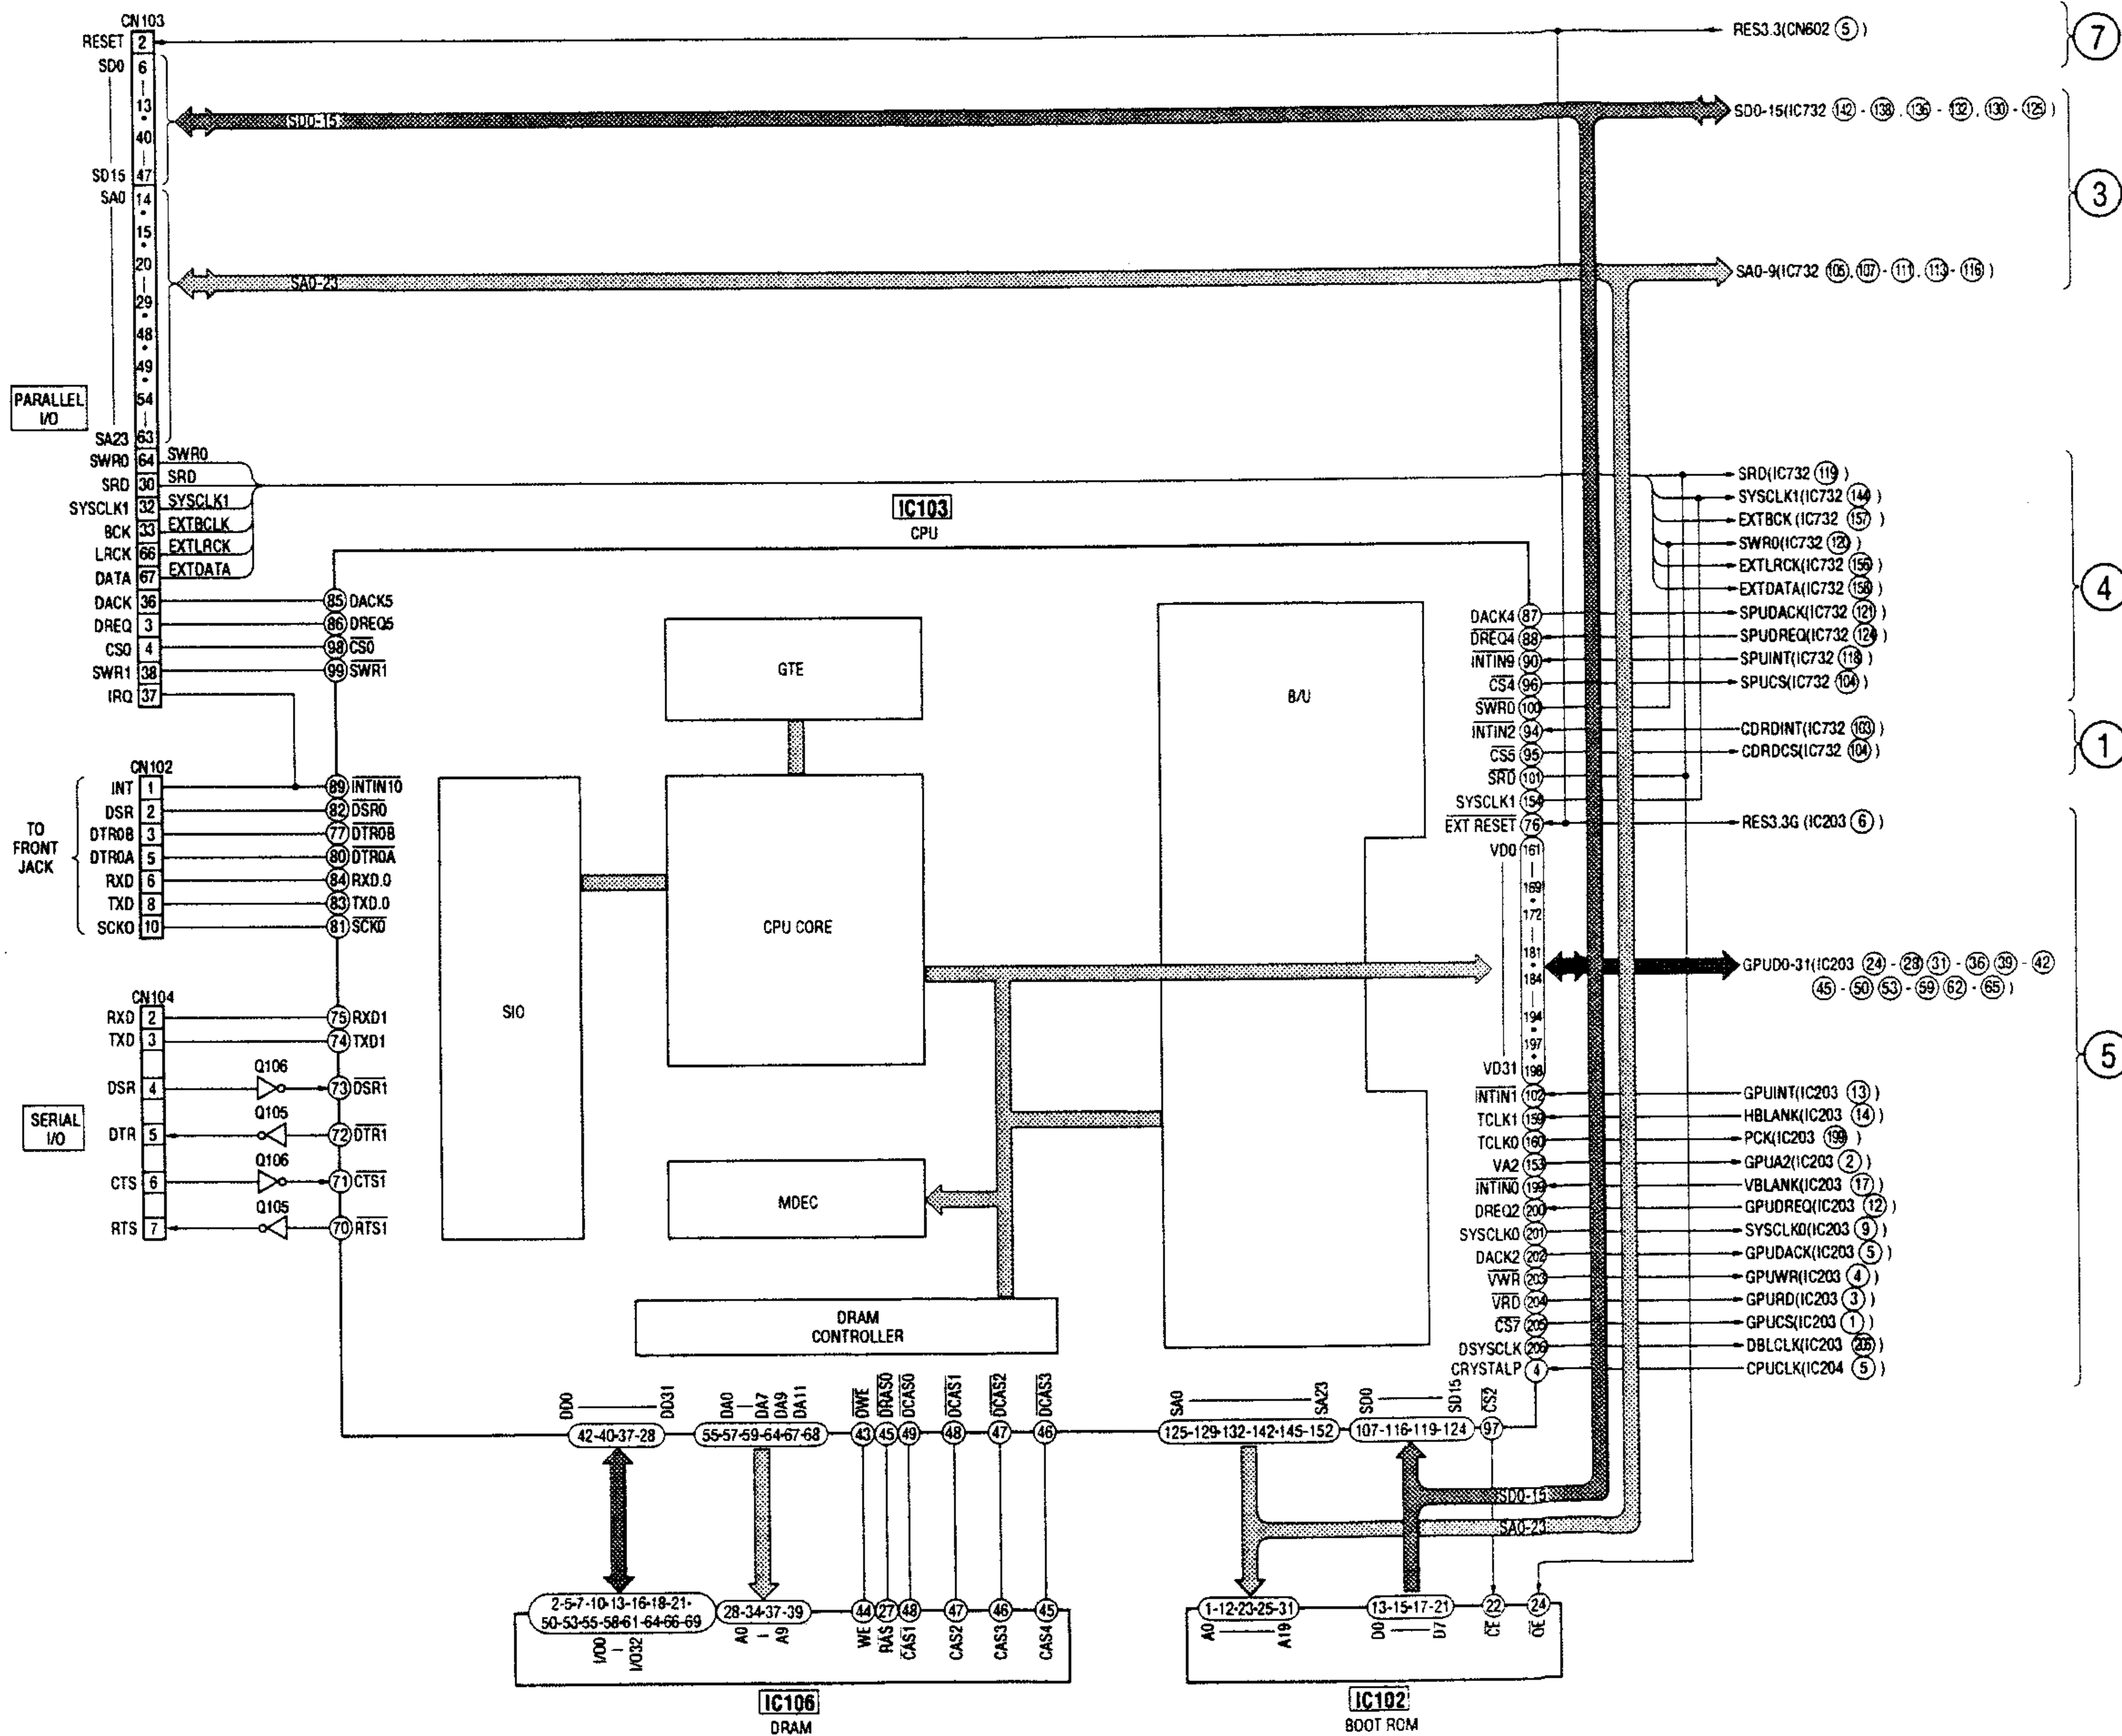 CN103
RESET 2
SD0 6
13
40
SD15 47
SA0 14
15
20
29
48
49
54
SA23 63
PARALLEL
I/O
SWR0 64 SWR0
SRD 30 SRD
SYSCLK1 32 SYSCLK1
BCK 33 EXTBCLK
LRCK 66 EXTLRCK
DATA 67 EXTDATA
DACK 36 85 DACK5
DREQ 3 86 DREQ5
CS0 4 98 CS0
SWR1 38 99 SWR1
IRQ 37
SD0-15
SA0-23
CN102
TO
FRONT
JACK
INT 1 89 INTIN10
DSR 2 82 DSR0
DTR0B 3 77 DTR0B
DTR0A 5 80 DTR0A
RXD 6 84 RXD.0
TXD 8 83 TXD.0
SCK0 10 81 SCK0
CN104
RXD 2 75 RXD1
TXD 3 74 TXD1
SERIAL
I/O
DSR 4 Q106 73 DSR1
DTR 5 Q105 72 DTR1
CTS 6 Q106 71 CTS1
RTS 7 Q105 70 RTS1
IC103
CPU
GTE
B/U
SIO
CPU CORE
MDEC
DRAM
CONTROLLER
RES3.3(CN602 5)
7
SD0-15(IC732 142 - 138, 136 - 132, 130 - 125)
3
SA0-9(IC732 105, 107 - 111, 113 - 116)
SRD(IC732 119)
SYSCLK1(IC732 144)
EXTBCK(IC732 157)
SWR0(IC732 120)
EXTLRCK(IC732 156)
EXTDATA(IC732 158)
4
DACK4 87 SPUDACK(IC732 121)
DREQ4 88 SPUDREQ(IC732 124)
INTIN9 90 SPUINT(IC732 118)
CS4 96 SPUCS(IC732 104)
SWR0 100
INTIN2 94 CDRDINT(IC732 103)
CS5 95 CDRDCS(IC732 104)
1
SRD 101
SYSCLK1 154
EXT RESET 76 RES3.3G (IC203 6)
VD0 161
169
172
181
184
194
197
VD31 198
GPUD0-31(IC203 24 - 28 31 - 36 39 - 42
45 - 50 53 - 59 62 - 65)
5
INTIN1 102 GPUINT(IC203 13)
TCLK1 159 HBLANK(IC203 14)
TCLK0 160 PCK(IC203 199)
VA2 153 GPUA2(IC203 2)
INTIN0 199 VBLANK(IC203 17)
DREQ2 200 GPUDREQ(IC203 12)
SYSCLK0 201 SYSCLK0(IC203 9)
DACK2 202 GPUDACK(IC203 5)
VWR 203 GPUWR(IC203 4)
VRD 204 GPURD(IC203 3)
CS7 205 GPUCS(IC203 1)
DSYSCLK 206 DBLCLK(IC203 205)
CRYSTALP 4 CPUCLK(IC204 5)
DD0 DD31
42-40-37-28
DA0 DA7 DA9 DA11
55-57-59-64-67-68
DWE DRAS0 DCAS0 DCAS1 DCAS2 DCAS3
43 45 49 48 47 46
SA0 SA23
125-129-132-142-145-152
SD0 SD15
107-116-119-124
CS2
97
SD0-15
SA0-23
2-5-7-10-13-16-18-21-
50-53-55-58-61-64-66-69
I/O0 - I/O32
28-34-37-39
A0 - A9
44 27 48 47 46 45
WE RAS CAS1 CAS2 CAS3 CAS4
IC106
DRAM
1-12-23-25-31
A0 A19
13-15-17-21
D0 D7
22 24
CE OE
IC102
BOOT ROM